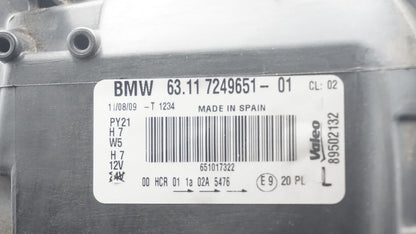 BMW 63.11 7249651-01 CL: 02
11/08/09 -T 1234 MADE IN SPAIN
PY21
H 7
W5
H 7
12V
651017322
00 HCR 01 1a 02A 5476 E9 20 PL L
Valeo
89502132